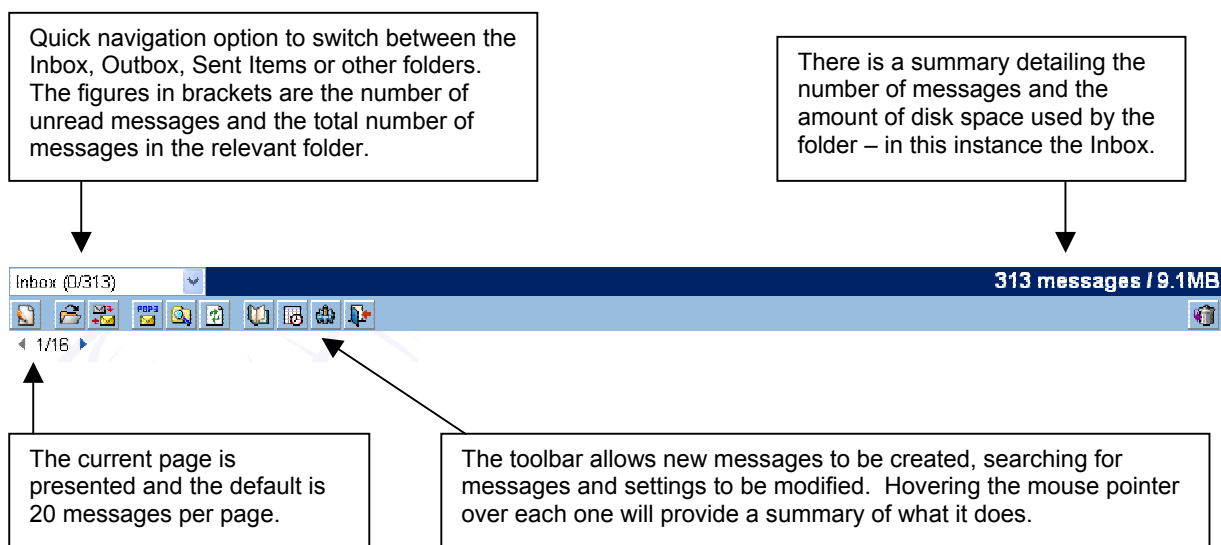 Quick navigation option to switch between the
Inbox, Outbox, Sent Items or other folders.
The figures in brackets are the number of
unread messages and the total number of
messages in the relevant folder.
There is a summary detailing the
number of messages and the
amount of disk space used by the
folder – in this instance the Inbox.
Inbox (0/313)
313 messages / 9.1MB
POP3
1/16
The current page is
presented and the default is
20 messages per page.
The toolbar allows new messages to be created, searching for
messages and settings to be modified.  Hovering the mouse pointer
over each one will provide a summary of what it does.